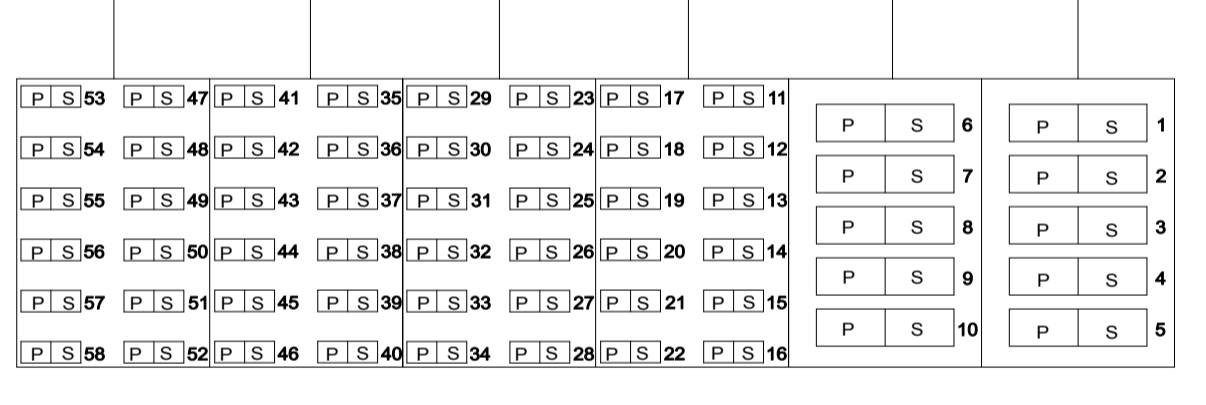 P S 53 P S 47 P S 41 P S 35 P S 29 P S 23 P S 17 P S 11
P S 6 P S 1
P S 54 P S 48 P S 42 P S 36 P S 30 P S 24 P S 18 P S 12
P S 7 P S 2
P S 55 P S 49 P S 43 P S 37 P S 31 P S 25 P S 19 P S 13
P S 8 P S 3
P S 56 P S 50 P S 44 P S 38 P S 32 P S 26 P S 20 P S 14
P S 9 P S 4
P S 57 P S 51 P S 45 P S 39 P S 33 P S 27 P S 21 P S 15
P S 10 P S 5
P S 58 P S 52 P S 46 P S 40 P S 34 P S 28 P S 22 P S 16